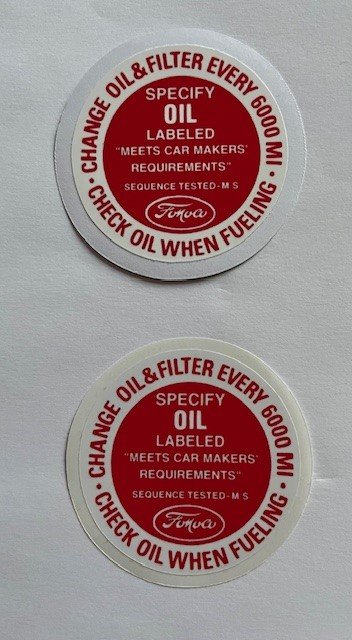 CHANGE OIL & FILTER EVERY 6000 MI
SPECIFY
OIL
LABELED
"MEETS CAR MAKERS'
REQUIREMENTS"
SEQUENCE TESTED-M S
FoMoCo
• CHECK OIL WHEN FUELING •
CHANGE OIL & FILTER EVERY 6000 MI
SPECIFY
OIL
LABELED
"MEETS CAR MAKERS'
REQUIREMENTS"
SEQUENCE TESTED-M S
FoMoCo
• CHECK OIL WHEN FUELING •